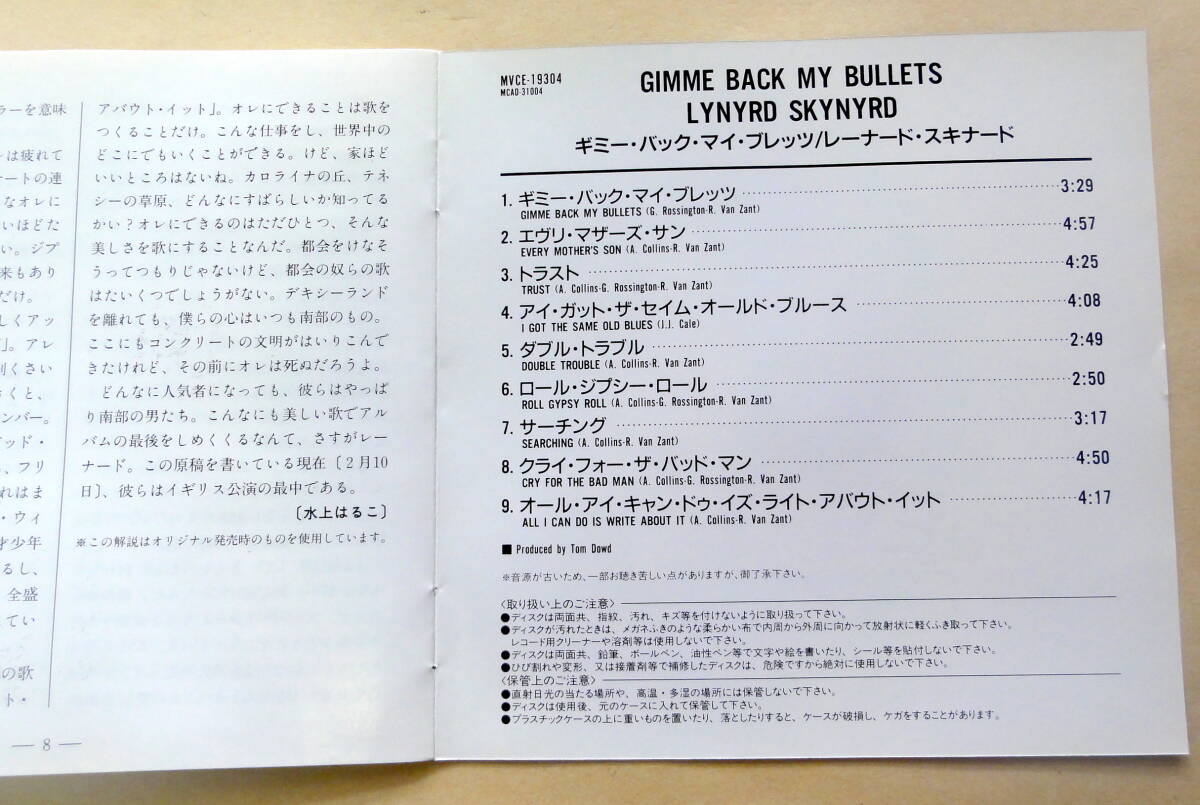 ラーを意味
は疲れて
ートの連
なオレに
いほどた
い。ジプ
来もあり
だけ。
しくアッ
」。アレ
利くさい
くと、
ンバー。
ッド・
、フリ
れはま
・ウィ
才少年
るし、
全盛
てい
の歌
ト・
— 8 —
アバウト・イット」。オレにできることは歌を
つくることだけ。こんな仕事をし、世界中の
どこにでもいくことができる。けど、家ほど
いいところはないね。カロライナの丘、テネ
シーの草原、どんなにすばらしいか知ってる
かい？オレにできるのはただひとつ、そんな
美しさを歌にすることなんだ。都会をけなそ
うってつもりじゃないけど、都会の奴らの歌
はたいくつでしょうがない。デキシーランド
を離れても、僕らの心はいつも南部のもの。
ここにもコンクリートの文明がはいりこんで
きたけれど、その前にオレは死ぬだろうよ。
どんなに人気者になっても、彼らはやっぱ
り南部の男たち。こんなにも美しい歌でアル
バムの最後をしめくくるなんて、さすがレー
ナード。この原稿を書いている現在〔2月10
日〕、彼らはイギリス公演の最中である。
〔水上はるこ〕
※この解説はオリジナル発売時のものを使用しています。
MVCE-19304
MCAD-31004
GIMME BACK MY BULLETS
LYNYRD SKYNYRD
ギミー・バック・マイ・ブレッツ/レーナード・スキナード
1. ギミー・バック・マイ・ブレッツ 3:29
GIMME BACK MY BULLETS (G. Rossington-R. Van Zant)
2. エヴリ・マザーズ・サン 4:57
EVERY MOTHER'S SON (A. Collins-R. Van Zant)
3. トラスト 4:25
TRUST (A. Collins-G. Rossington-R. Van Zant)
4. アイ・ガット・ザ・セイム・オールド・ブルース 4:08
I GOT THE SAME OLD BLUES (J.J. Cale)
5. ダブル・トラブル 2:49
DOUBLE TROUBLE (A. Collins-R. Van Zant)
6. ロール・ジプシー・ロール 2:50
ROLL GYPSY ROLL (A. Collins-G. Rossington-R. Van Zant)
7. サーチング 3:17
SEARCHING (A. Collins-R. Van Zant)
8. クライ・フォー・ザ・バッド・マン 4:50
CRY FOR THE BAD MAN (A. Collins-G. Rossington-R. Van Zant)
9. オール・アイ・キャン・ドゥ・イズ・ライト・アバウト・イット 4:17
ALL I CAN DO IS WRITE ABOUT IT (A. Collins-R. Van Zant)
■ Produced by Tom Dowd
※音源が古いため、一部お聴き苦しい点がありますが、御了承下さい。
〈取り扱い上のご注意〉
●ディスクは両面共、指紋、汚れ、キズ等を付けないように取り扱って下さい。
●ディスクが汚れたときは、メガネふきのような柔らかい布で内周から外周に向かって放射状に軽くふき取って下さい。
レコード用クリーナーや溶剤等は使用しないで下さい。
●ディスクは両面共、鉛筆、ボールペン、油性ペン等で文字や絵を書いたり、シール等を貼付しないで下さい。
●ひび割れや変形、又は接着剤等で補修したディスクは、危険ですから絶対に使用しないで下さい。
〈保管上のご注意〉
●直射日光の当たる場所や、高温・多湿の場所には保管しないで下さい。
●ディスクは使用後、元のケースに入れて保管して下さい。
●プラスチックケースの上に重いものを置いたり、落としたりすると、ケースが破損し、ケガをすることがあります。